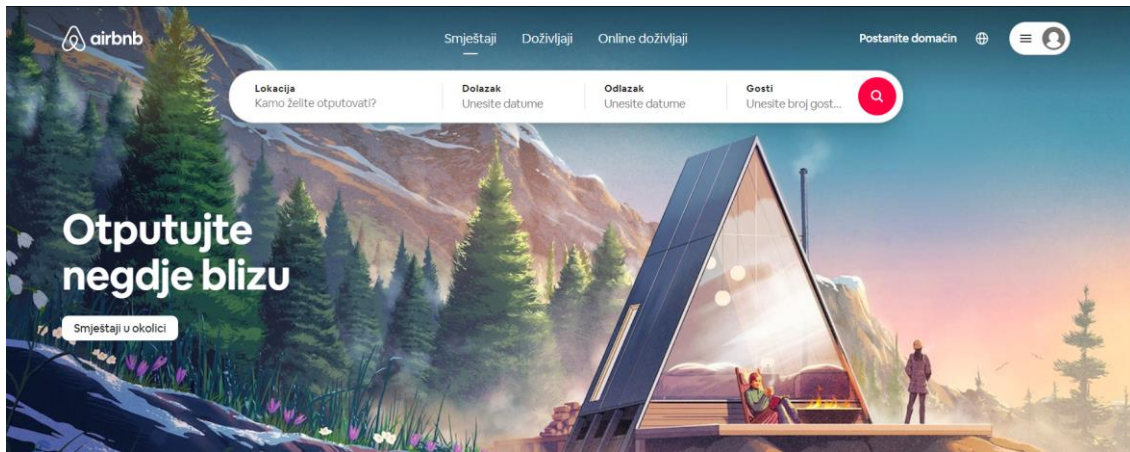 airbnb
Smještaji Doživljaji Online doživljaji
Postanite domaćin
Lokacija
Kamo želite otputovati?
Dolazak
Unesite datume
Odlazak
Unesite datume
Gosti
Unesite broj gost...
Otputujte
negdje blizu
Smještaji u okolici